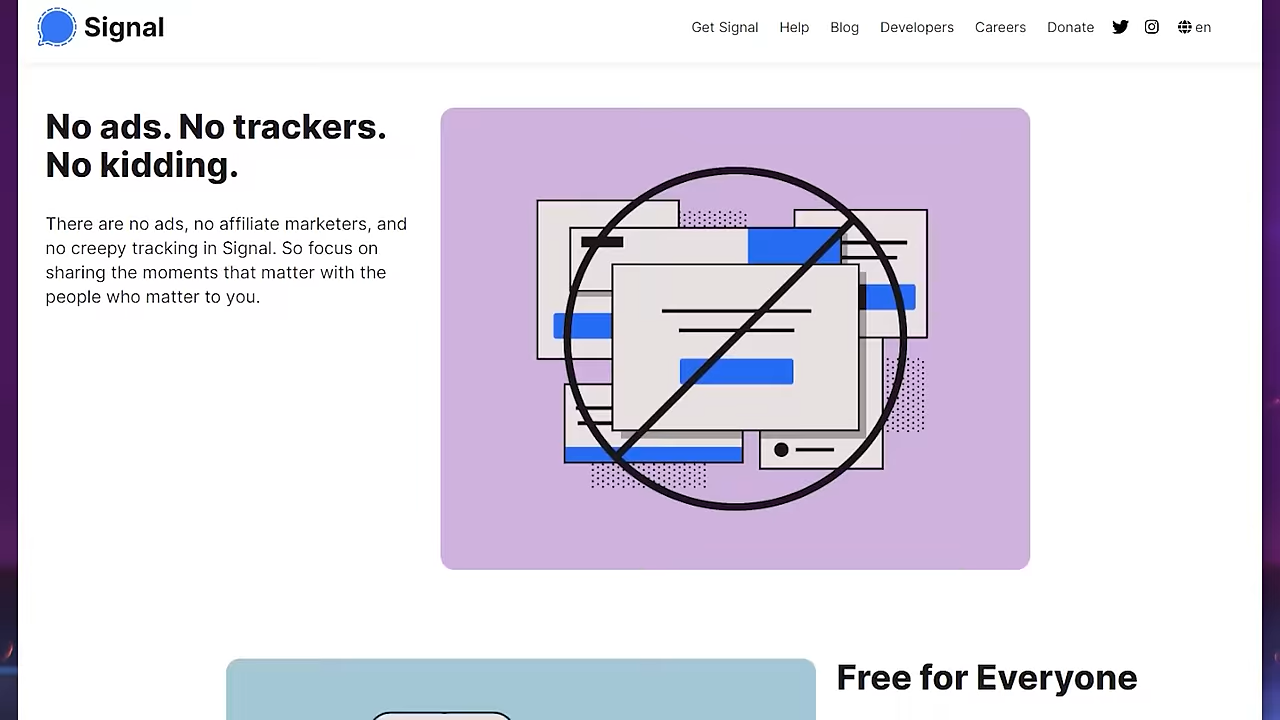 Signal
Get Signal Help Blog Developers Careers Donate en
No ads. No trackers.
No kidding.
There are no ads, no affiliate marketers, and
no creepy tracking in Signal. So focus on
sharing the moments that matter with the
people who matter to you.
Free for Everyone